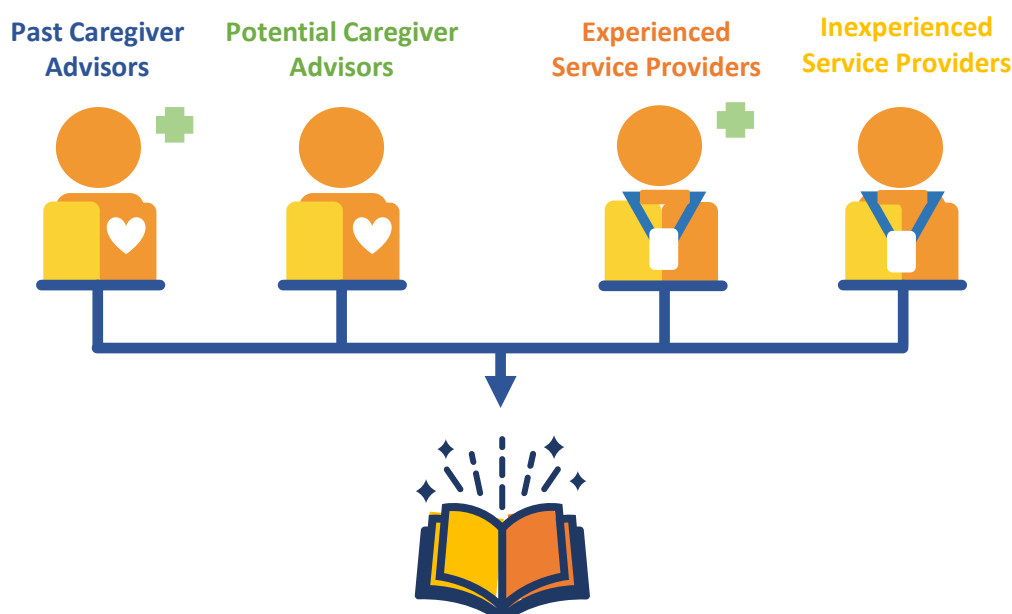 Past Caregiver
Advisors
Potential Caregiver
Advisors
Experienced
Service Providers
Inexperienced
Service Providers